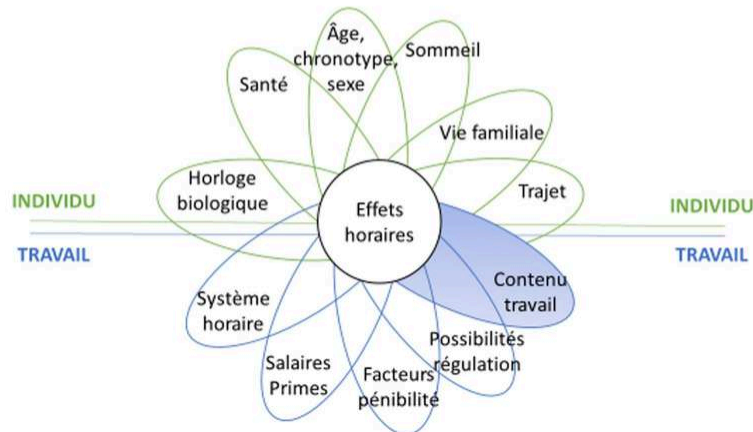 Âge,
chronotype,
sexe
Sommeil
Santé
Vie familiale
Horloge
biologique
Trajet
INDIVIDU
INDIVIDU
Effets
horaires
TRAVAIL
TRAVAIL
Contenu
travail
Système
horaire
Possibilités
régulation
Salaires
Primes
Facteurs
pénibilité